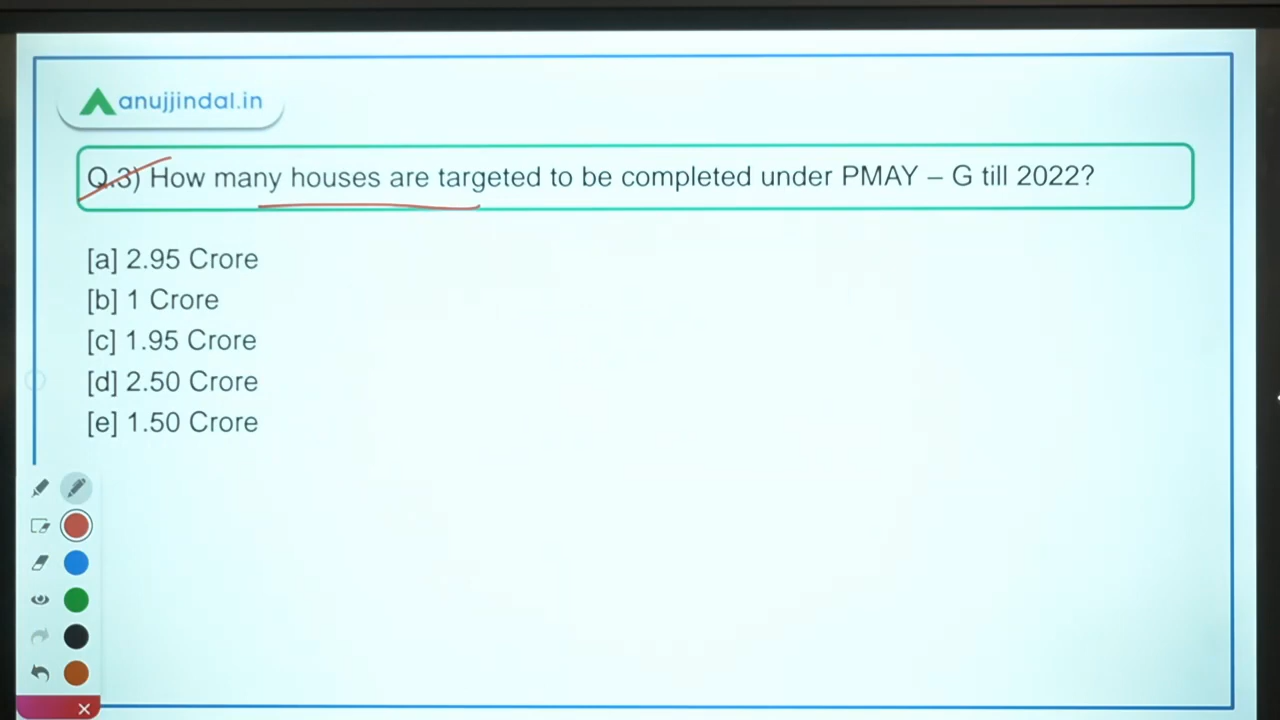 anujjindal.in
Q.3) How many houses are targeted to be completed under PMAY – G till 2022?
[a] 2.95 Crore
[b] 1 Crore
[c] 1.95 Crore
[d] 2.50 Crore
[e] 1.50 Crore